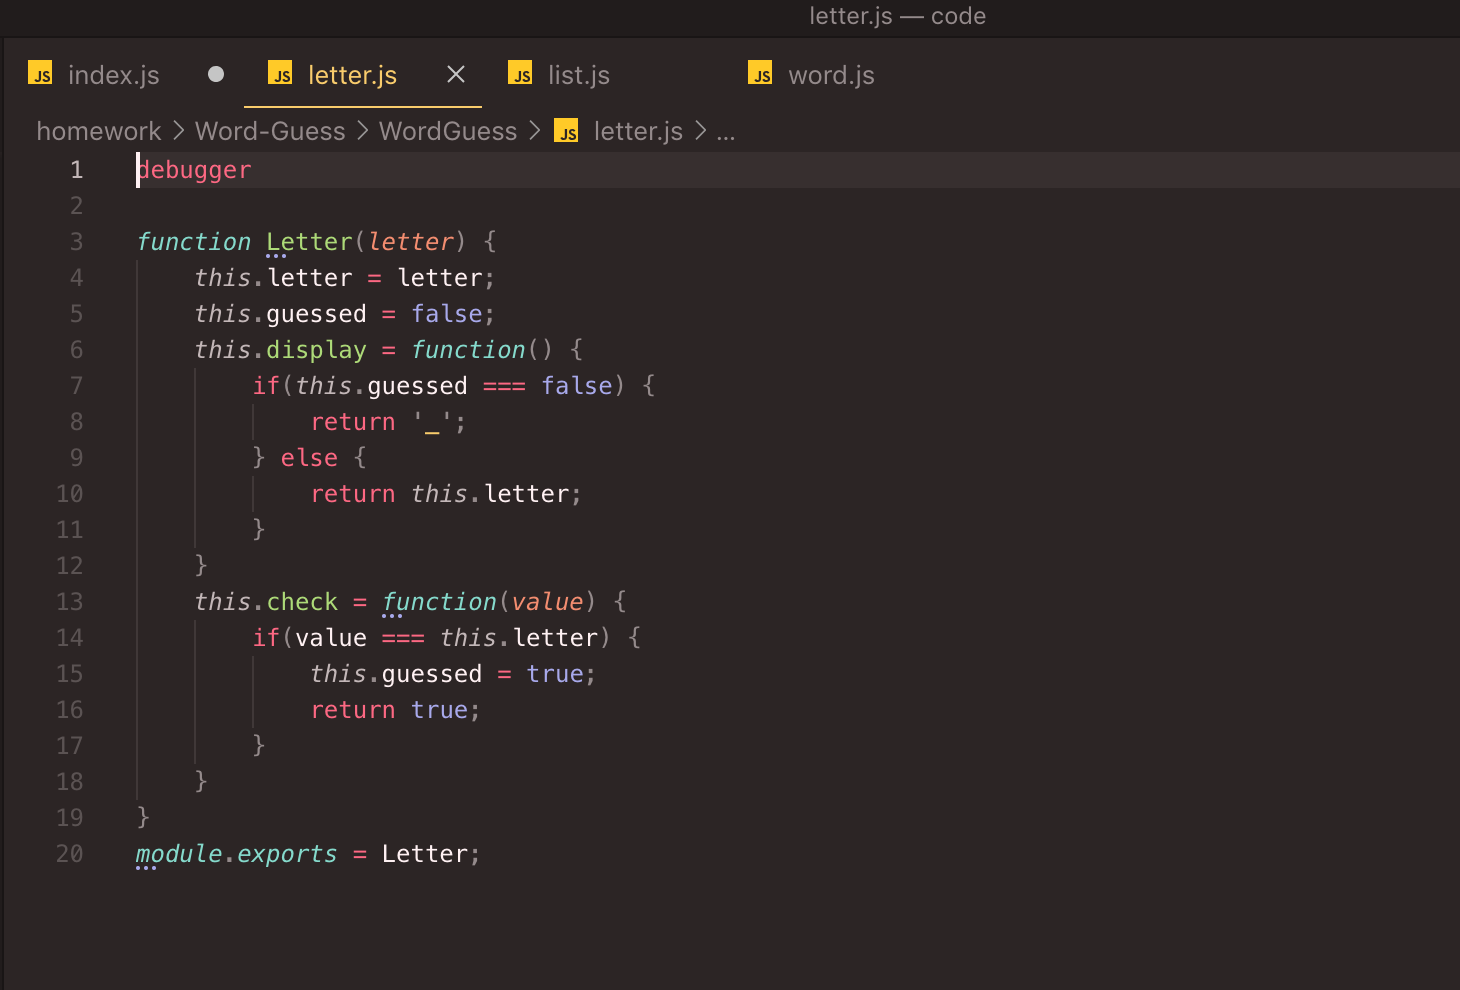 letter.js — code
JS index.js JS letter.js JS list.js JS word.js
homework > Word-Guess > WordGuess > JS letter.js > ...
1 debugger
2
3 function Letter(letter) {
4     this.letter = letter;
5     this.guessed = false;
6     this.display = function() {
7         if(this.guessed === false) {
8             return '_';
9         } else {
10             return this.letter;
11         }
12     }
13     this.check = function(value) {
14         if(value === this.letter) {
15             this.guessed = true;
16             return true;
17         }
18     }
19 }
20 module.exports = Letter;